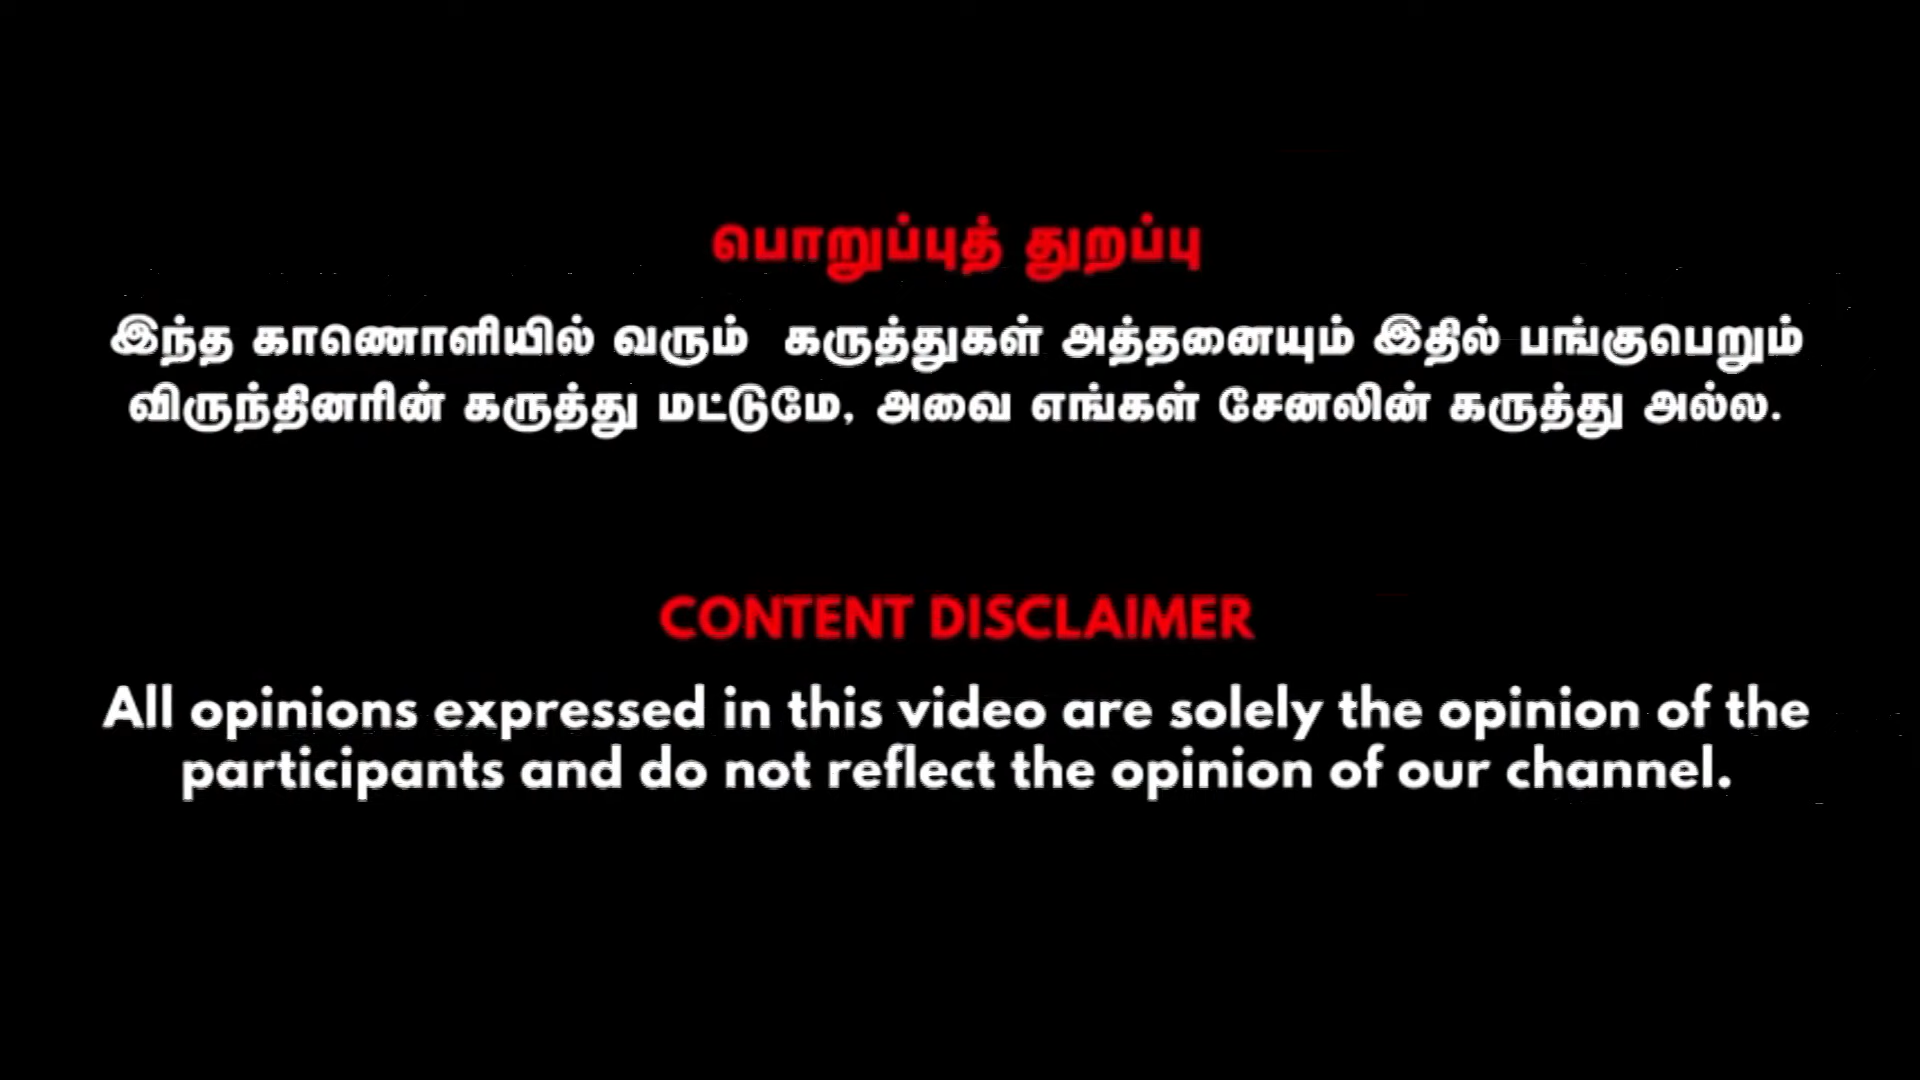 பொறுப்புத் துறப்பு
இந்த காணொளியில் வரும் கருத்துகள் அத்தனையும் இதில் பங்குபெறும்
விருந்தினரின் கருத்து மட்டுமே, அவை எங்கள் சேனலின் கருத்து அல்ல.
CONTENT DISCLAIMER
All opinions expressed in this video are solely the opinion of the
participants and do not reflect the opinion of our channel.